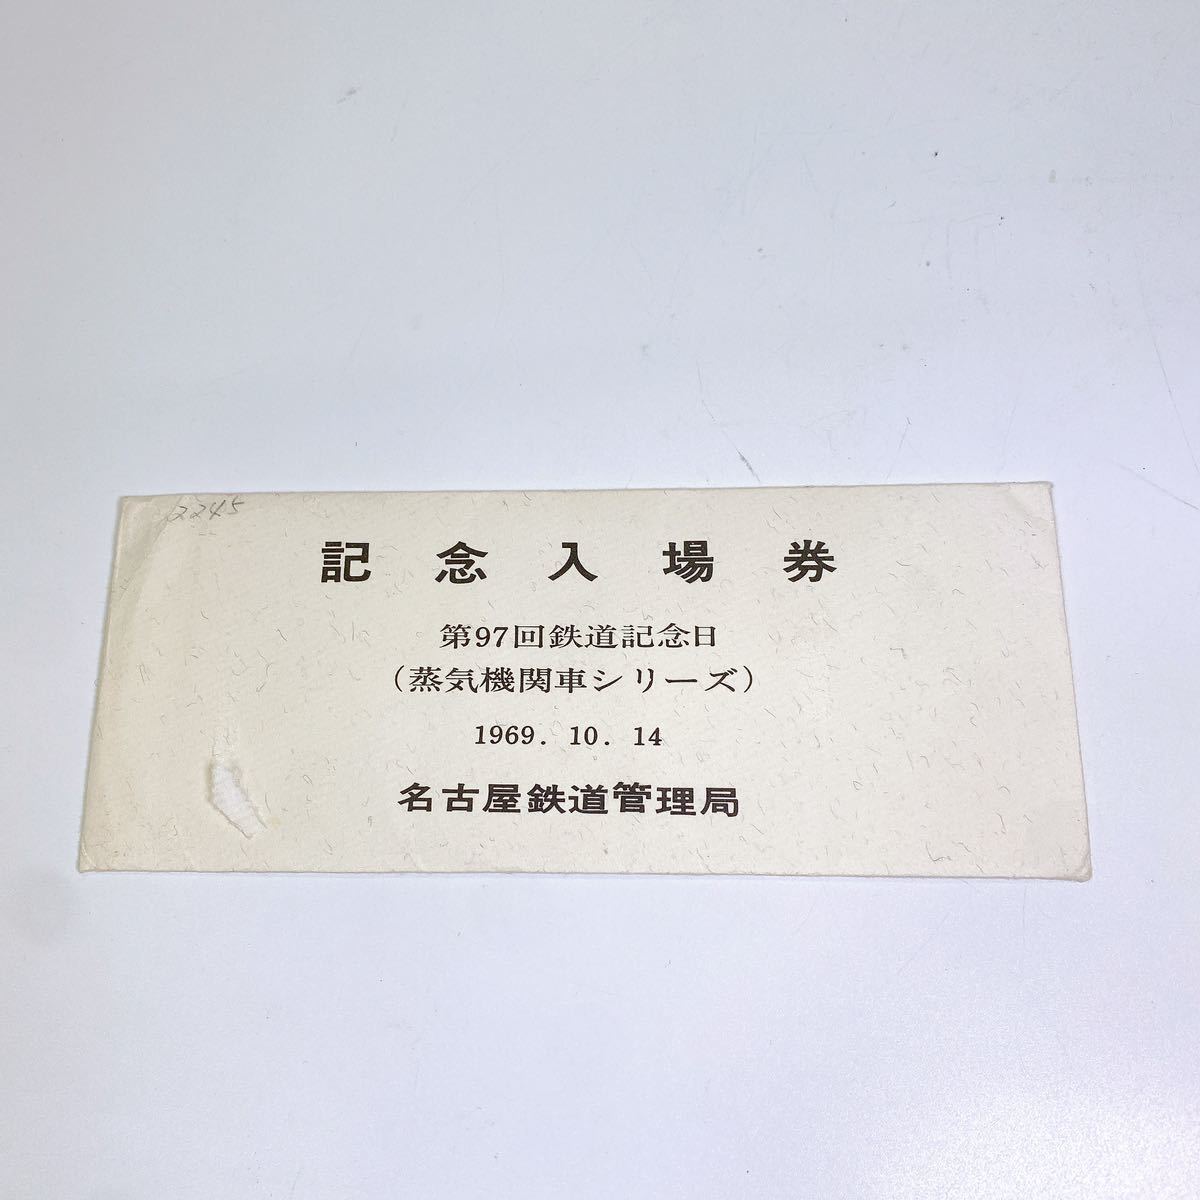 2245
記念入場券
第97回鉄道記念日
(蒸気機関車シリーズ)
1969. 10. 14
名古屋鉄道管理局